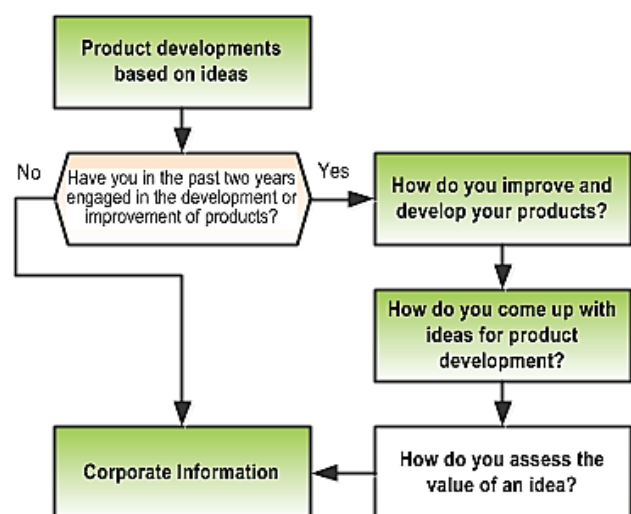 Product developments
based on ideas
No
Have you in the past two years
engaged in the development or
improvement of products?
Yes
How do you improve and
develop your products?
How do you come up with
ideas for product
development?
Corporate Information
How do you assess the
value of an idea?